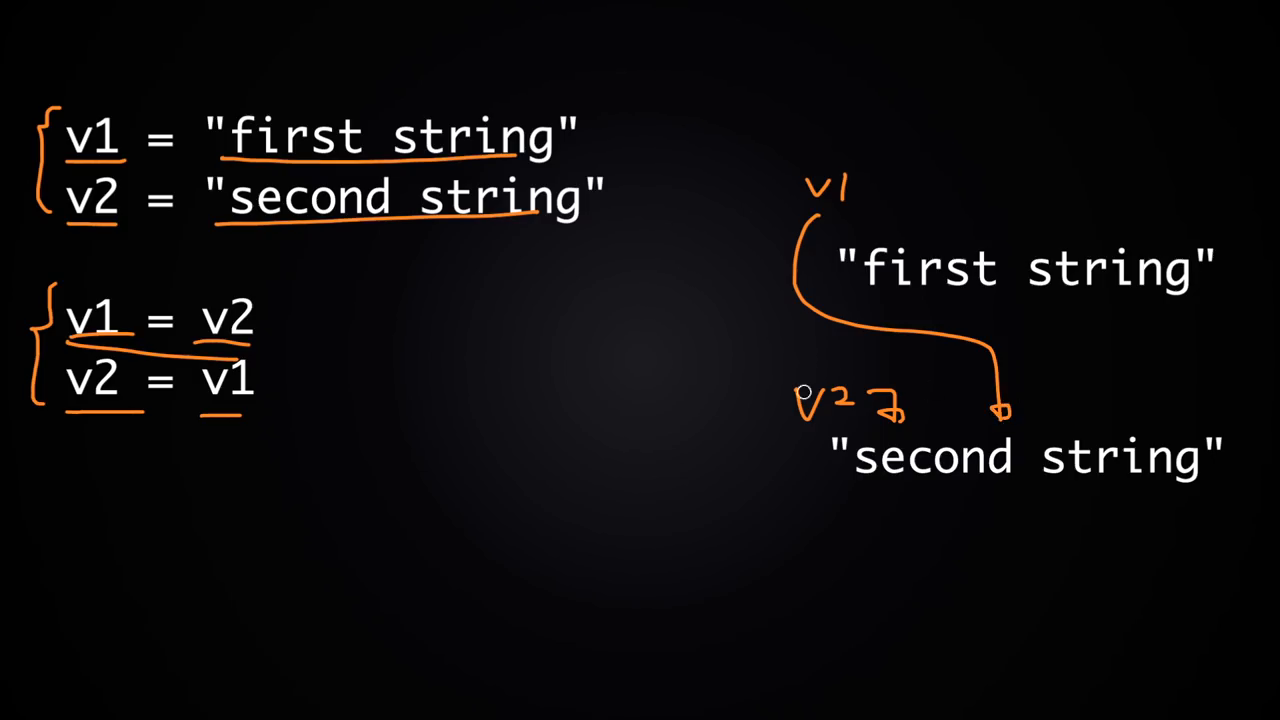 v1 = "first string"
v2 = "second string"
v1 = v2
v2 = v1
v1
"first string"
v2
"second string"